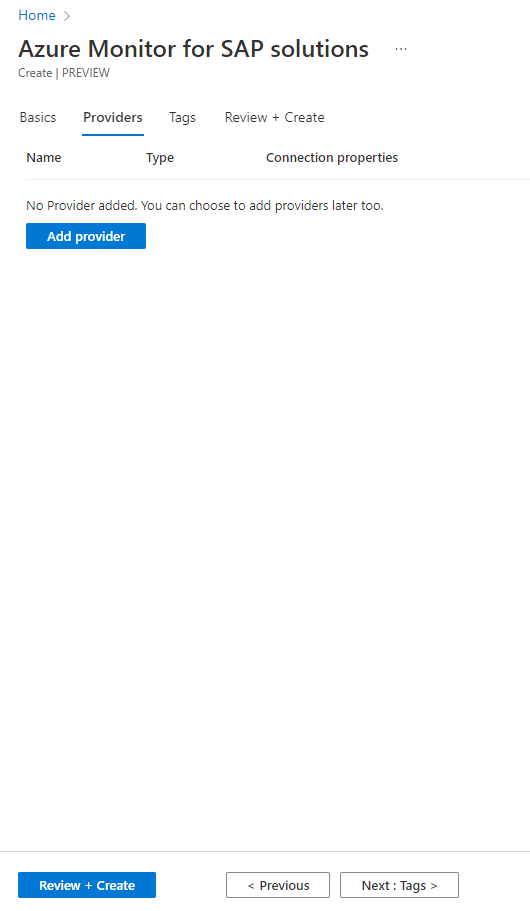 Home >
Azure Monitor for SAP solutions ...
Create | PREVIEW
Basics Providers Tags Review + Create
Name Type Connection properties
No Provider added. You can choose to add providers later too.
Add provider
Review + Create < Previous Next : Tags >